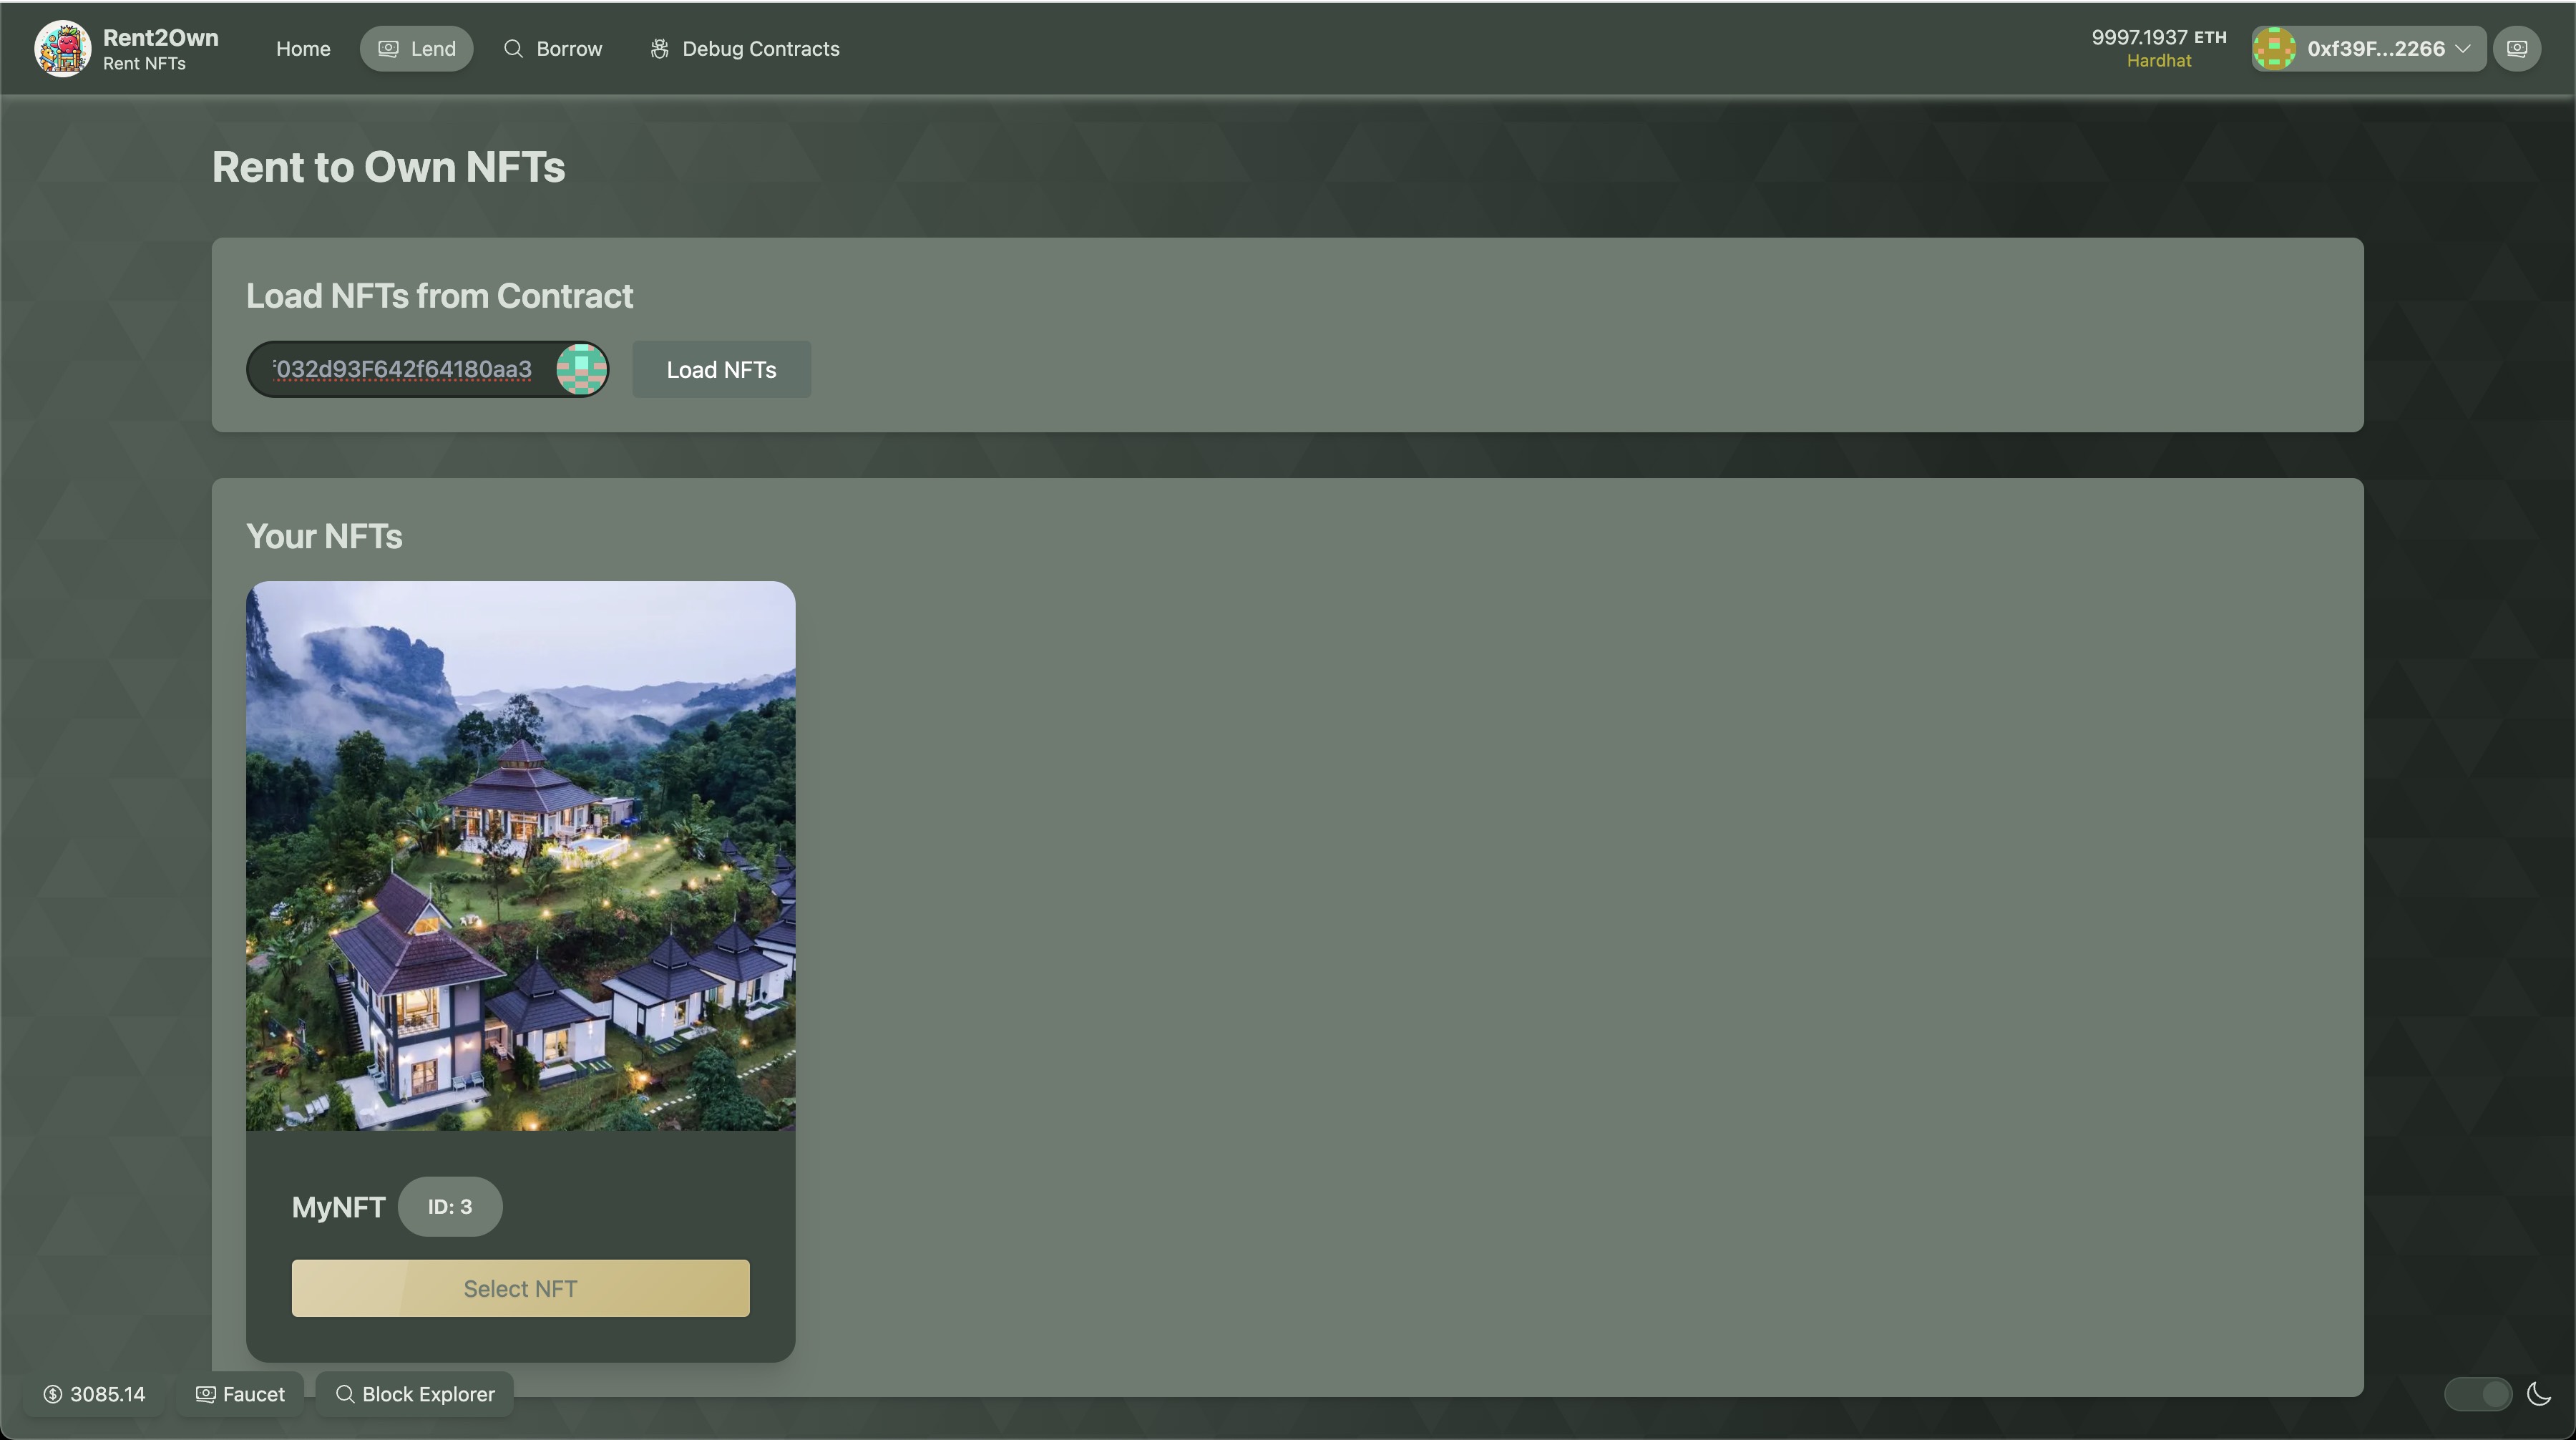 Rent2Own
Rent NFTs
Home
Lend
Borrow
Debug Contracts
9997.1937 ETH
Hardhat
0xf39F...2266
Rent to Own NFTs
Load NFTs from Contract
032d93F642f64180aa3
Load NFTs
Your NFTs
MyNFT
ID: 3
Select NFT
3085.14
Faucet
Block Explorer